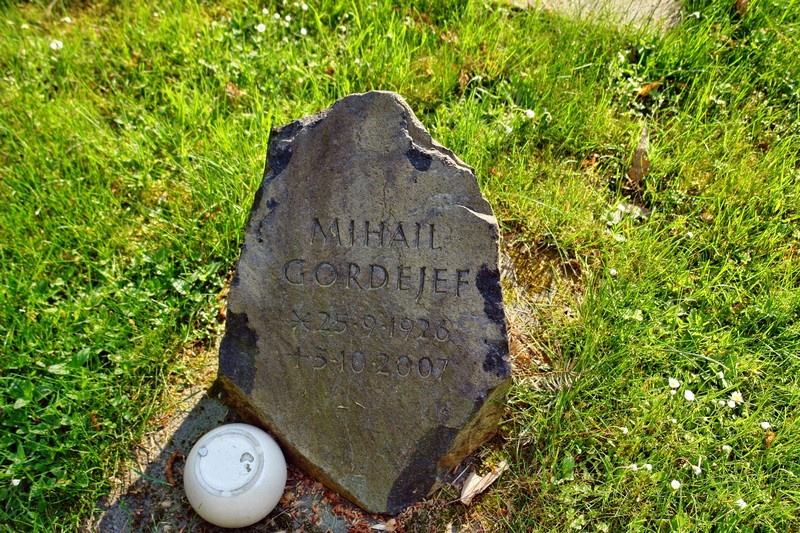 MIHAIL
GORDEJEF
* 25·9·1926
† 5·10·2007